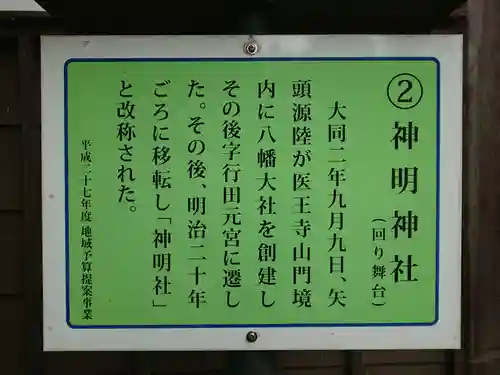 ②神明神社
(回り舞台)
大同二年九月九日、矢
頭源陸が医王寺山門境
内に八幡大社を創建し
その後字行田元宮に遷し
た。その後、明治二十年
ごろに移転し「神明社」
と改称された。
平成二十七年度地域予算提案事業